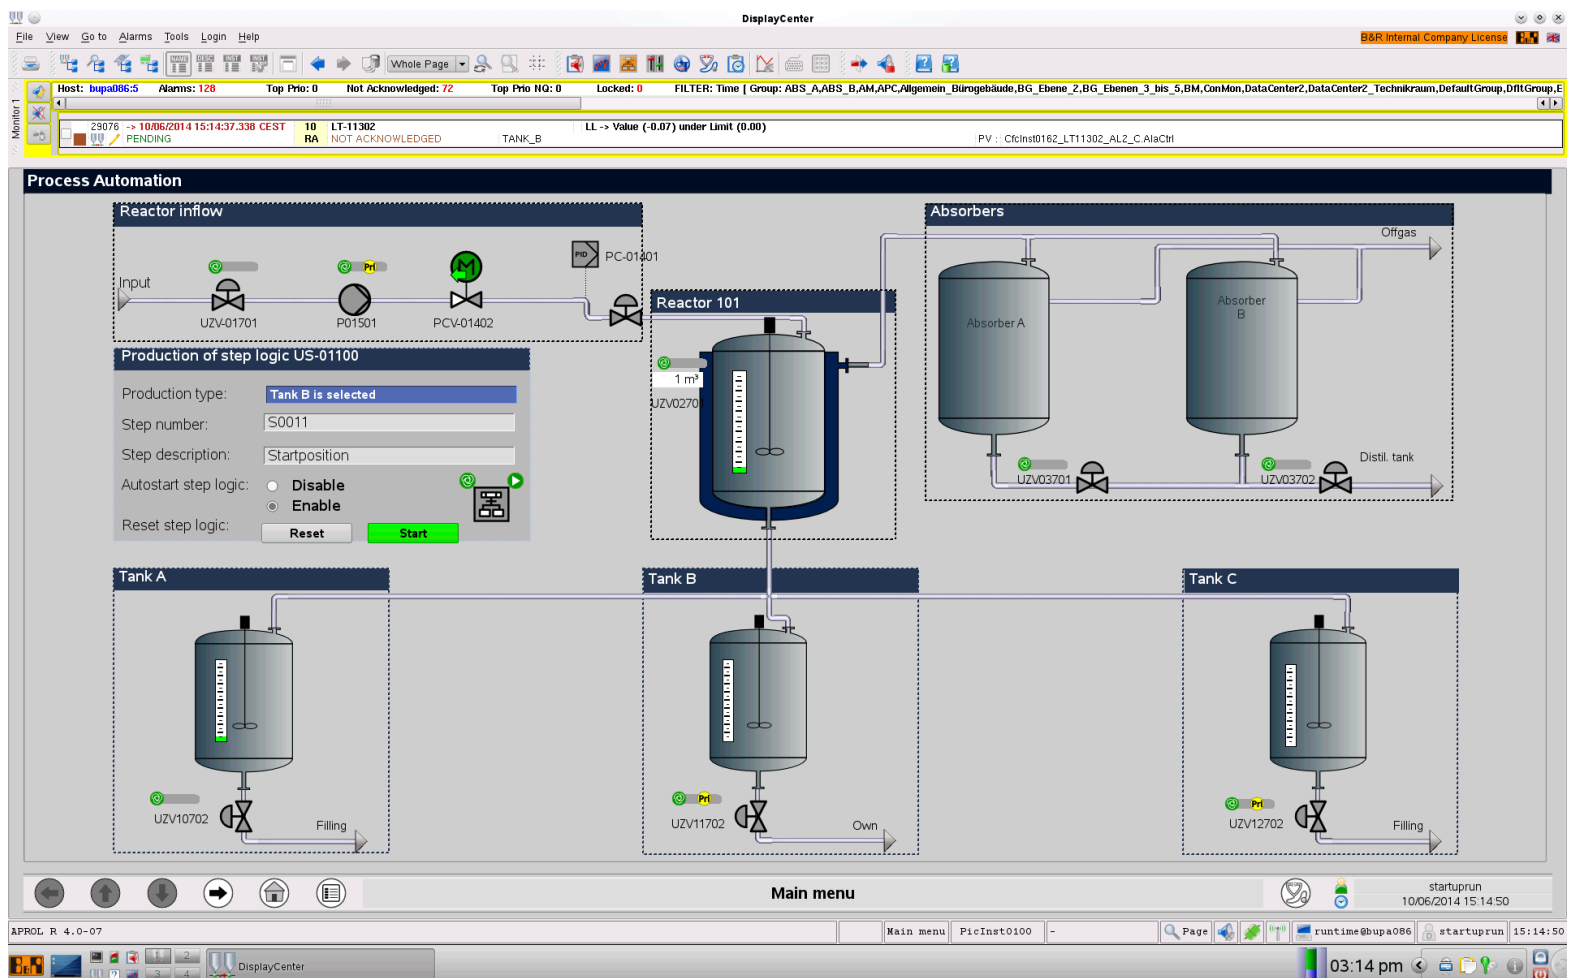 DisplayCenter
File View Go to Alarms Tools Login Help
B&R Internal Company License
Whole Page
Monitor1
Host: bupa086:5 Alarms: 128 Top Prio: 0 Not Acknowledged: 72 Top Prio NQ: 0 Locked: 0 FILTER: Time | Group: ABS_A,ABS_B,AM,APC,Allgemein_Bürogebäude,BG_Ebene_2,BG_Ebenen_3_bis_5,BM,ConMon,DataCenter2,DataCenter2_Technikraum,DefaultGroup,DfltGroup,E
29076 -> 10/06/2014 15:14:37.338 CEST 10 LT-11302 LL -> Value (-0.07) under Limit (0.00)
PENDING RA NOT ACKNOWLEDGED TANK_B PV : CfcInst0162_LT11302_AL2_C.AlaCtrl
Process Automation
Reactor inflow
Input
UZV-01701
Prl
P01501
M
PCV-01402
PID
PC-01401
Absorbers
Offgas
Absorber A
Absorber
B
UZV03701
UZV03702
Distil. tank
Reactor 101
1 m³
UZV02701
Production of step logic US-01100
Production type: Tank B is selected
Step number: S0011
Step description: Startposition
Autostart step logic: Disable
Enable
Reset step logic: Reset Start
Tank A
UZV10702
Filling
Tank B
Prl
UZV11702
Own
Tank C
Prl
UZV12702
Filling
Main menu
startuprun
10/06/2014 15:14:50
APROL R 4.0-07
Main menu PicInst0100 - Page runtime@bupa086 startuprun 15:14:50
B&R
1 2
3 4
DisplayCenter
03:14 pm